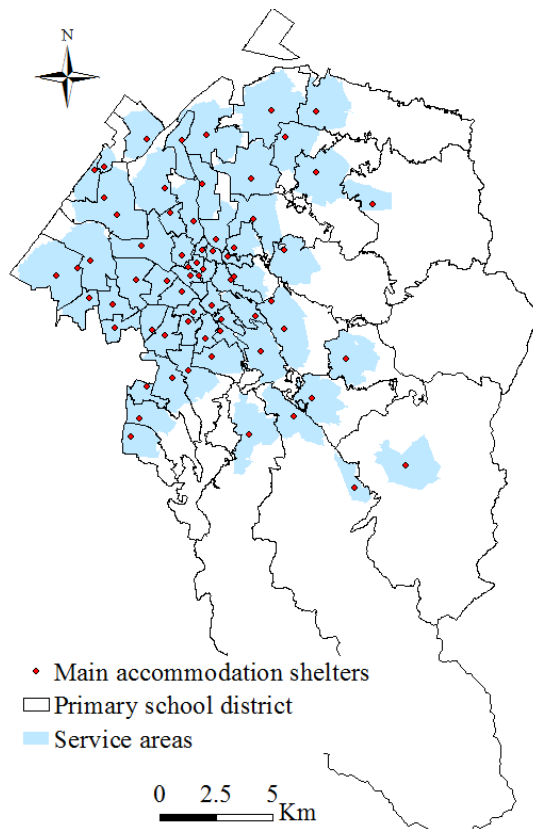 N
Main accommodation shelters
Primary school district
Service areas
0 2.5 5
Km